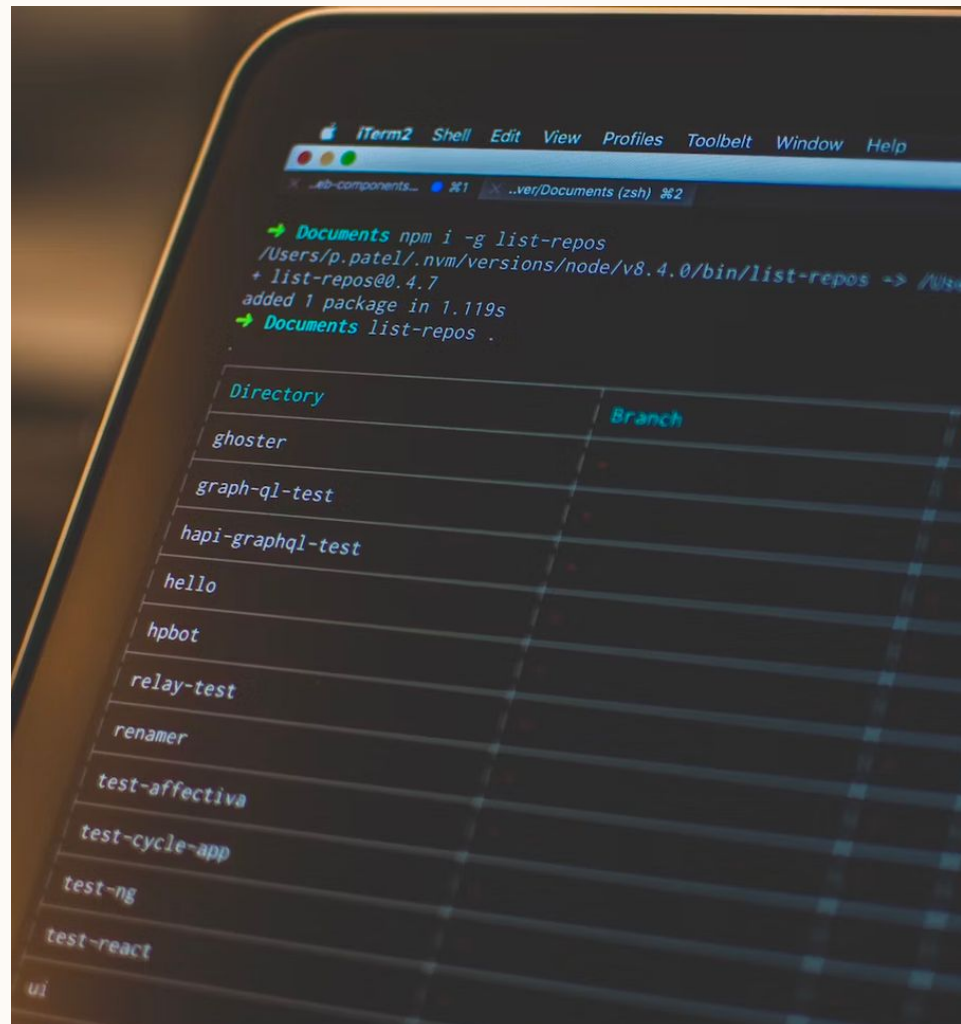 iTerm2 Shell Edit View Profiles Toolbelt Window Help
..eb-components... ⌘1 ..ver/Documents (zsh) ⌘2
➜ Documents npm i -g list-repos
/Users/p.patel/.nvm/versions/node/v8.4.0/bin/list-repos ->
+ list-repos@0.4.7
added 1 package in 1.119s
➜ Documents list-repos .
.
Directory Branch
ghoster
graph-ql-test
hapi-graphql-test
hello
hpbot
relay-test
renamer
test-affectiva
test-cycle-app
test-ng
test-react
ui